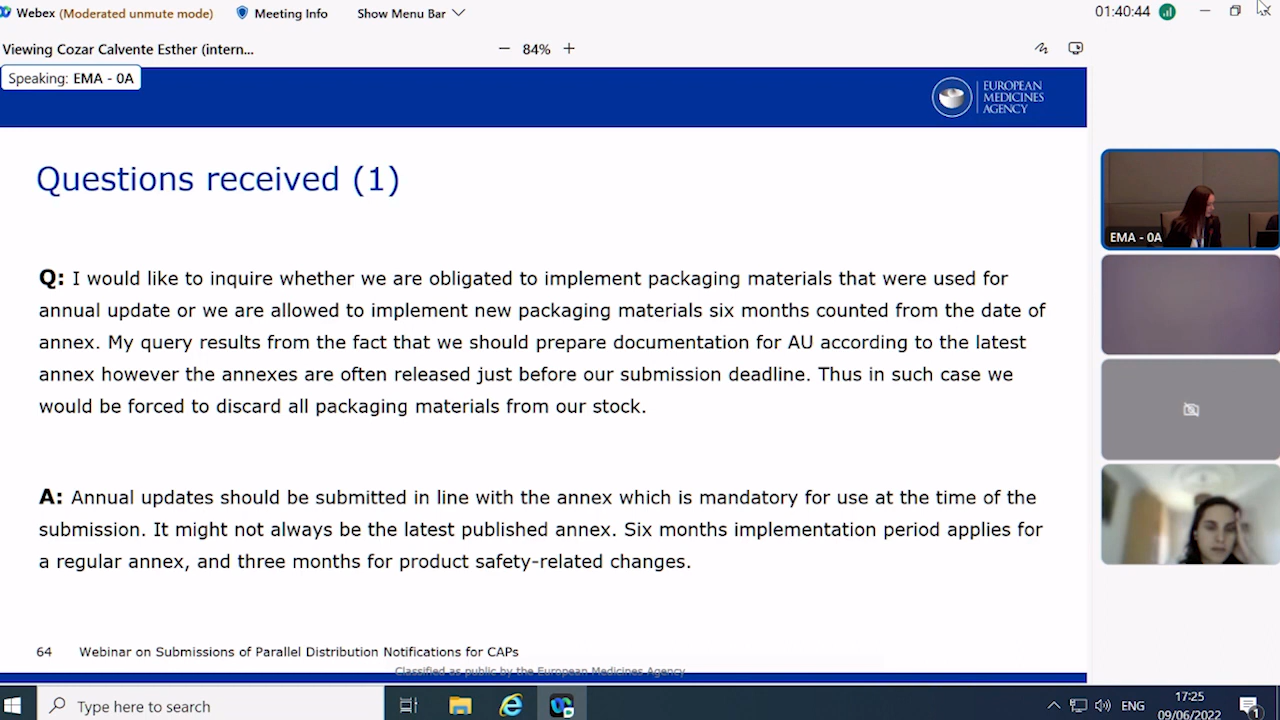 Webex (Moderated unmute mode) Meeting Info Show Menu Bar 01:40:44
Viewing Cozar Calvente Esther (intern... 84%
Speaking: EMA - 0A
EUROPEAN
MEDICINES
AGENCY
Questions received (1)
Q: I would like to inquire whether we are obligated to implement packaging materials that were used for
annual update or we are allowed to implement new packaging materials six months counted from the date of
annex. My query results from the fact that we should prepare documentation for AU according to the latest
annex however the annexes are often released just before our submission deadline. Thus in such case we
would be forced to discard all packaging materials from our stock.
EMA - 0A
A: Annual updates should be submitted in line with the annex which is mandatory for use at the time of the
submission. It might not always be the latest published annex. Six months implementation period applies for
a regular annex, and three months for product safety-related changes.
64 Webinar on Submissions of Parallel Distribution Notifications for CAPs
Classified as public by the European Medicines Agency
Type here to search
ENG
17:25
09/06/2022
1